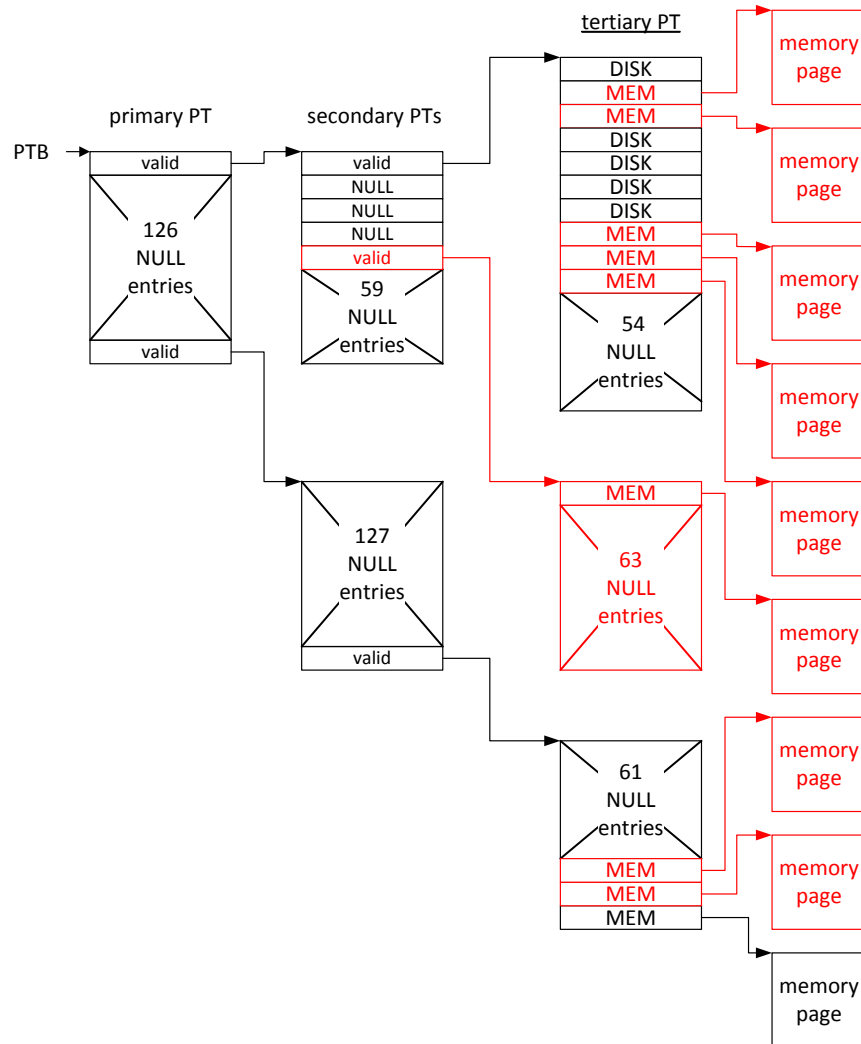 tertiary PT
primary PT
secondary PTs
PTB
valid
126
NULL
entries
valid
valid
NULL
NULL
NULL
valid
59
NULL
entries
127
NULL
entries
valid
DISK
MEM
MEM
DISK
DISK
DISK
DISK
MEM
MEM
MEM
54
NULL
entries
MEM
63
NULL
entries
61
NULL
entries
MEM
MEM
MEM
memory
page
memory
page
memory
page
memory
page
memory
page
memory
page
memory
page
memory
page
memory
page